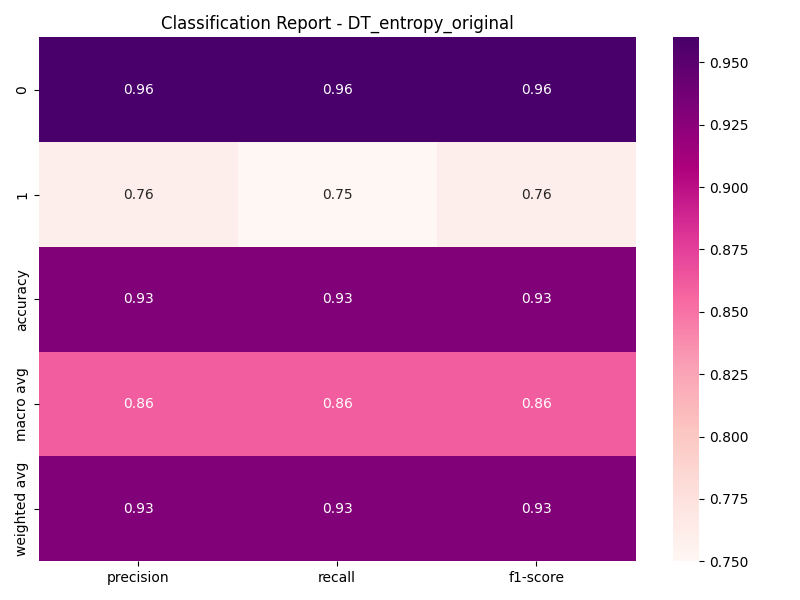 Classification Report - DT_entropy_original
0 0.96 0.96 0.96
1 0.76 0.75 0.76
accuracy 0.93 0.93 0.93
macro avg 0.86 0.86 0.86
weighted avg 0.93 0.93 0.93
precision recall f1-score
0.950
0.925
0.900
0.875
0.850
0.825
0.800
0.775
0.750